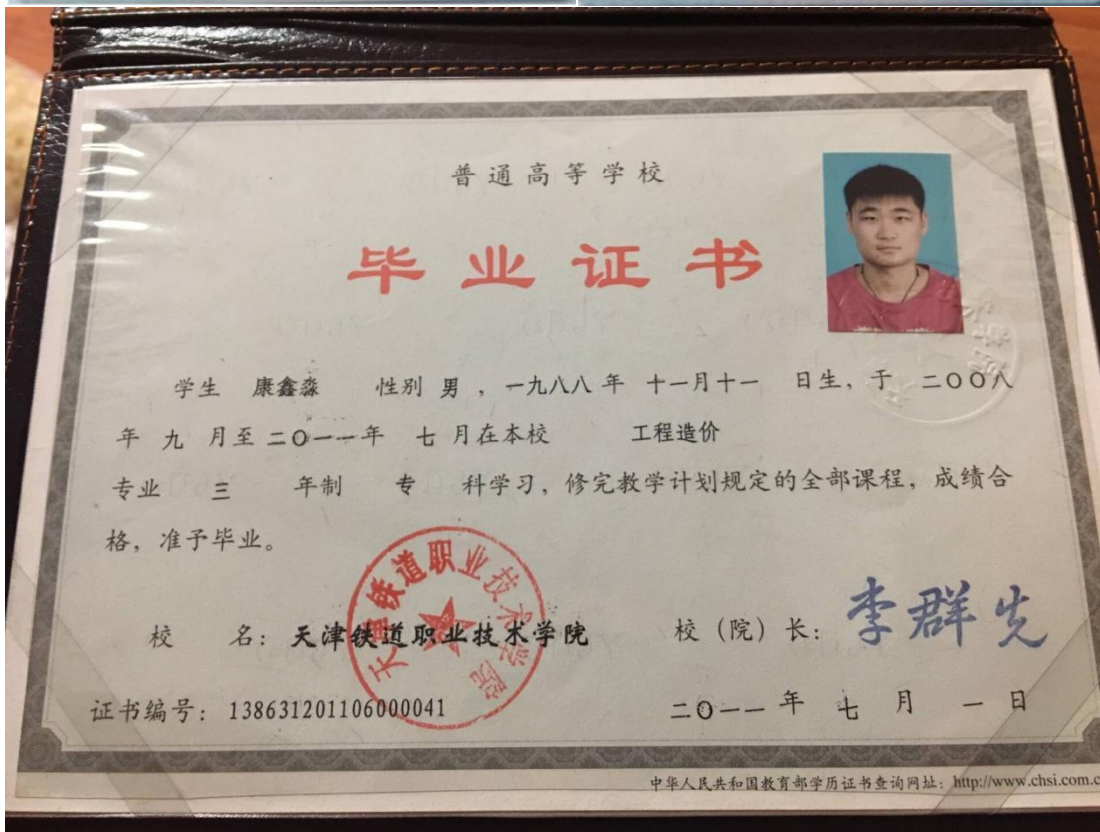 普通高等学校
毕业证书
学生 康鑫淼 性别 男 ，一九八八 年 十一月十一 日生，于 二〇〇八
年 九 月至 二〇一一 年 七 月在本校 工程造价
专业 三 年制 专 科学习，修完教学计划规定的全部课程，成绩合
格，准予毕业。
天津铁道职业技术学院
校 名：天津铁道职业技术学院 校（院）长：李群先
证书编号：138631201106000041 二〇一一 年 七 月 一 日
中华人民共和国教育部学历证书查询网址：http://www.chsi.com.c